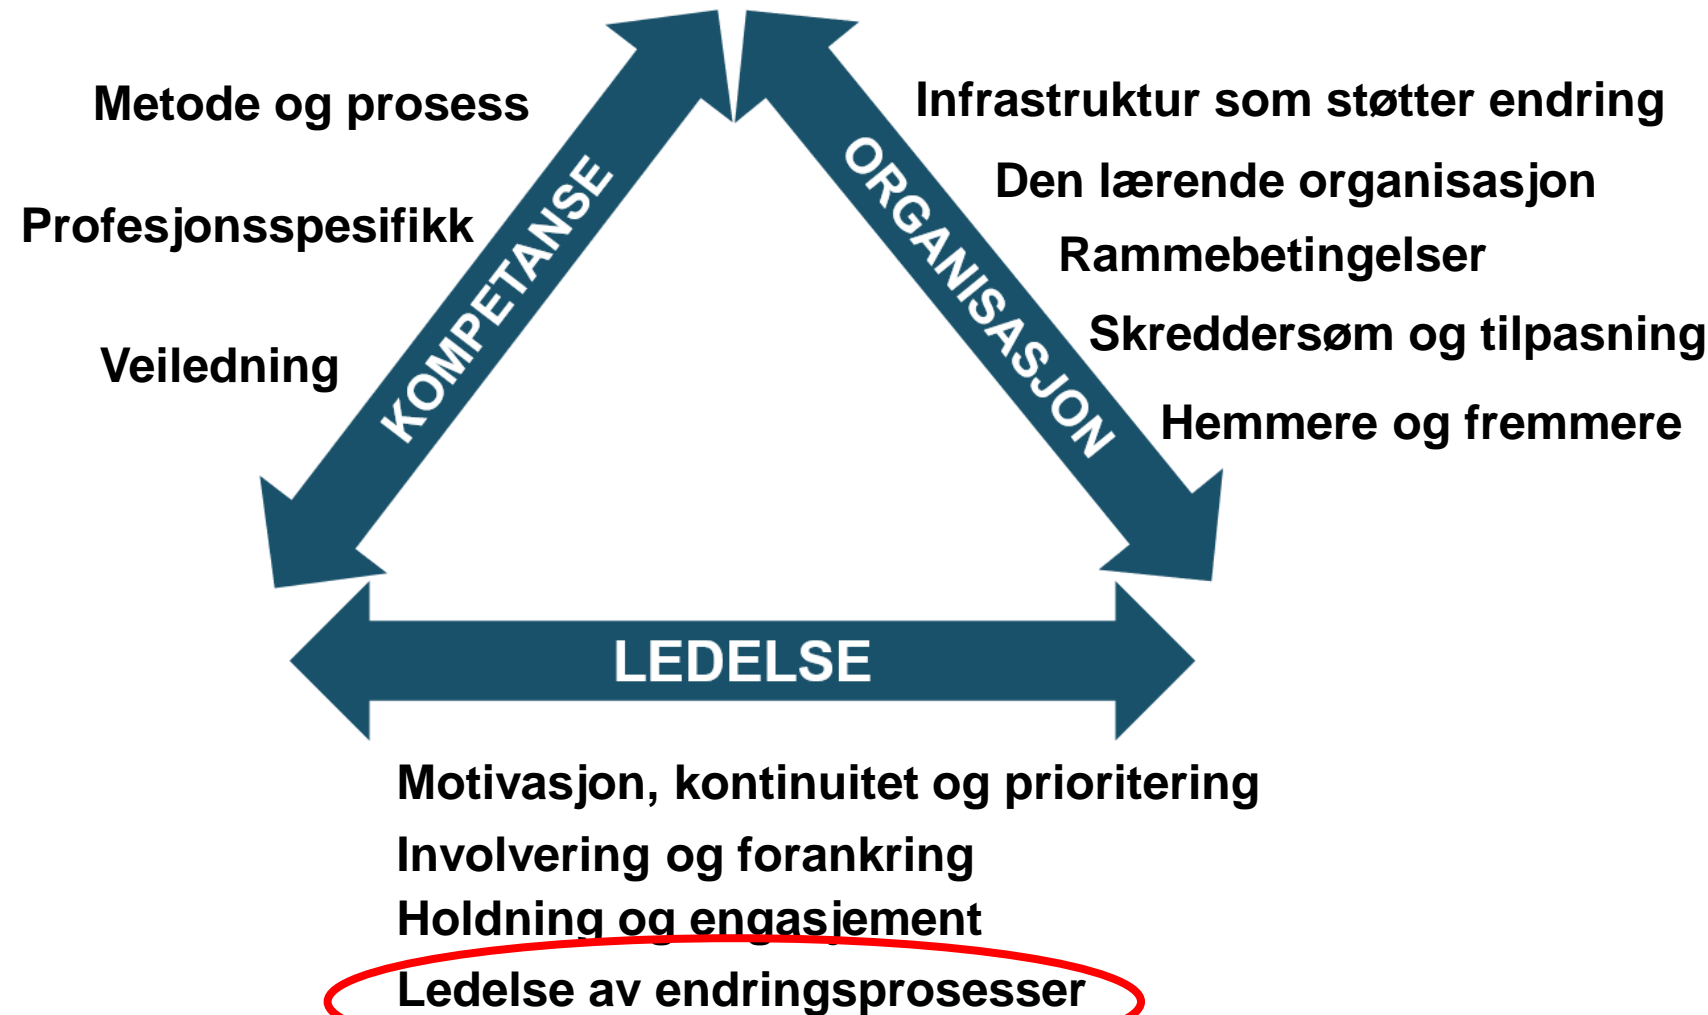 Metode og prosess
Profesjonsspesifikk
Veiledning
KOMPETANSE
ORGANISASJON
Infrastruktur som støtter endring
Den lærende organisasjon
Rammebetingelser
Skreddersøm og tilpasning
Hemmere og fremmere
LEDELSE
Motivasjon, kontinuitet og prioritering
Involvering og forankring
Holdning og engasjement
Ledelse av endringsprosesser